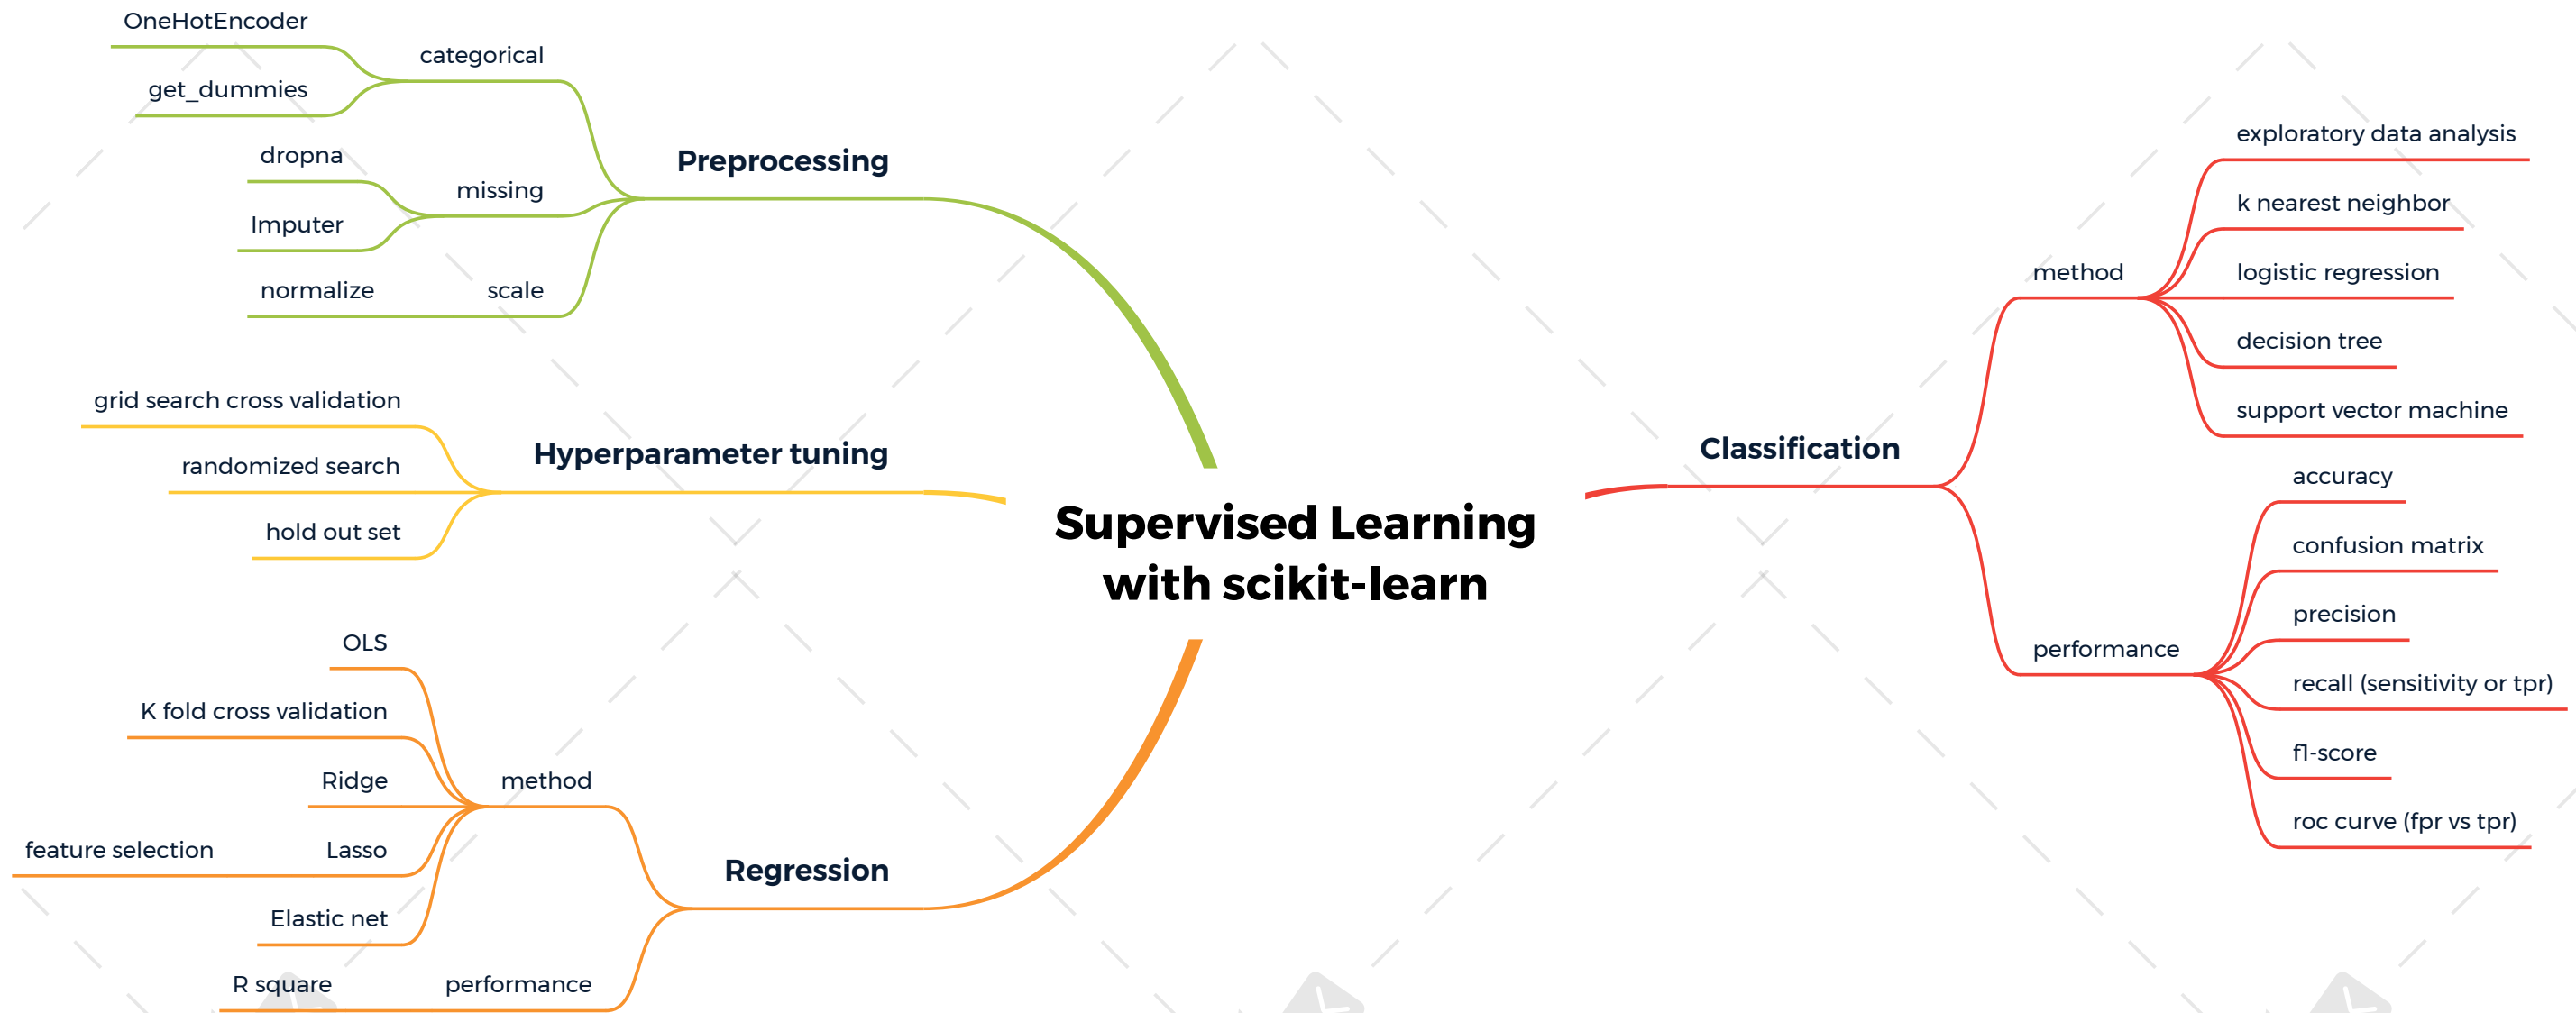 Supervised Learning
with scikit-learn
Preprocessing
categorical
OneHotEncoder
get_dummies
missing
dropna
Imputer
scale
normalize
Hyperparameter tuning
grid search cross validation
randomized search
hold out set
Regression
method
OLS
K fold cross validation
Ridge
Lasso
feature selection
Elastic net
performance
R square
Classification
method
exploratory data analysis
k nearest neighbor
logistic regression
decision tree
support vector machine
performance
accuracy
confusion matrix
precision
recall (sensitivity or tpr)
f1-score
roc curve (fpr vs tpr)